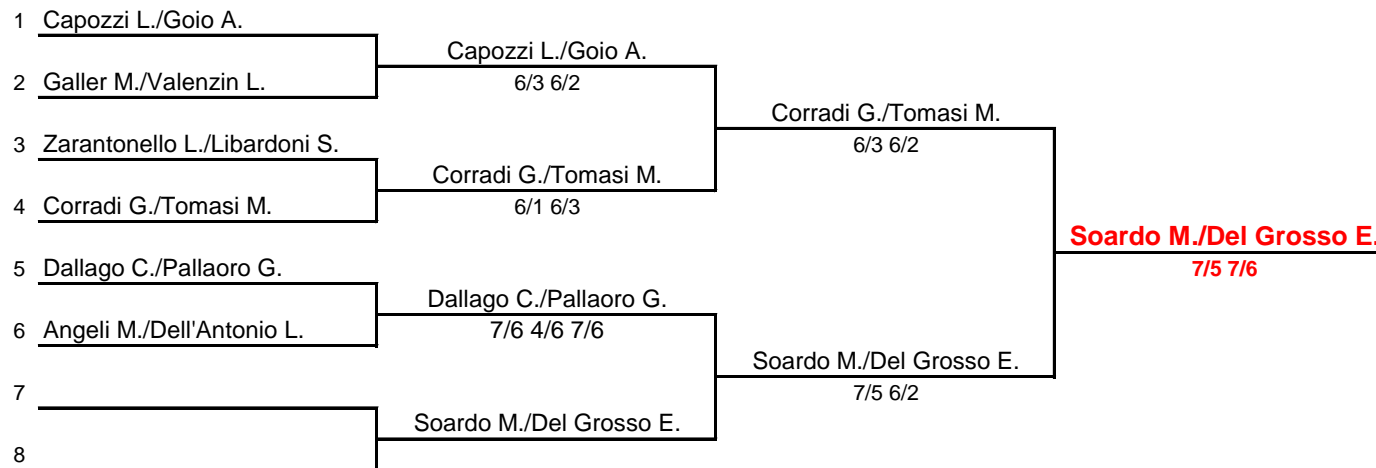 1 Capozzi L./Goio A.
Capozzi L./Goio A.
2 Galler M./Valenzin L.
6/3 6/2
Corradi G./Tomasi M.
3 Zarantonello L./Libardoni S.
6/3 6/2
Corradi G./Tomasi M.
4 Corradi G./Tomasi M.
6/1 6/3
Soardo M./Del Grosso E.
5 Dallago C./Pallaoro G.
7/5 7/6
Dallago C./Pallaoro G.
6 Angeli M./Dell'Antonio L.
7/6 4/6 7/6
Soardo M./Del Grosso E.
7
7/5 6/2
Soardo M./Del Grosso E.
8